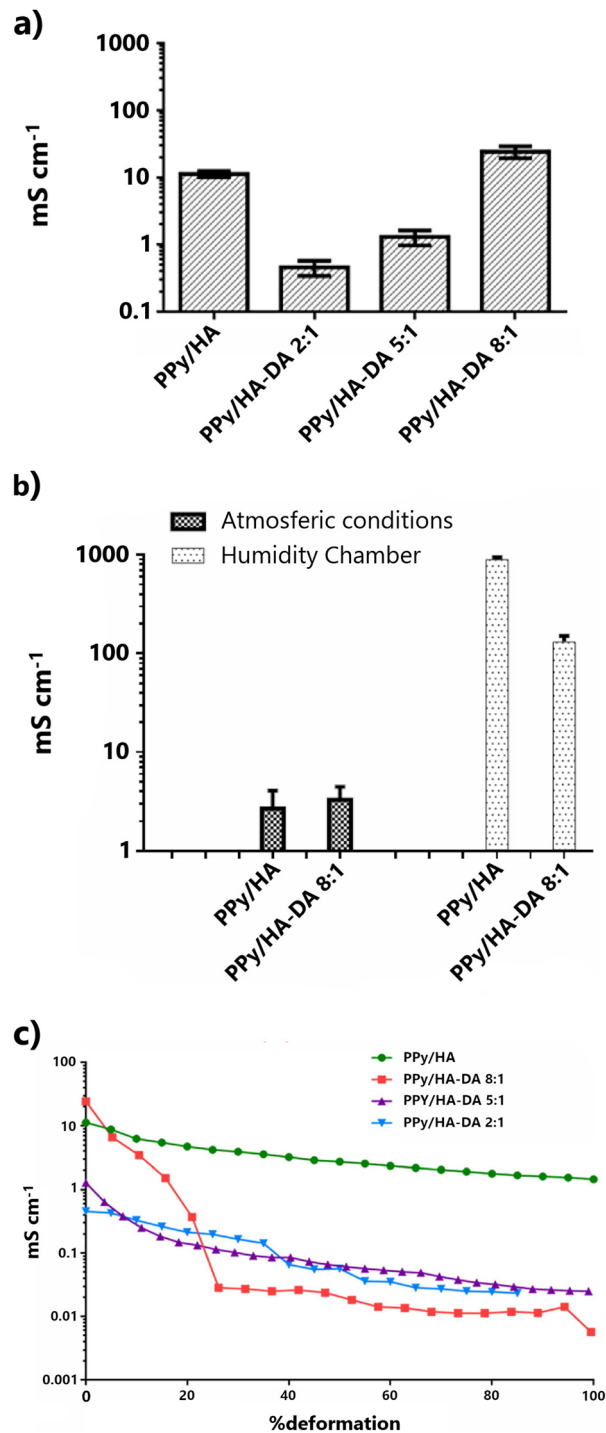 a)
mS cm-1
1000
100
10
1
0.1
PPy/HA
PPy/HA-DA 2:1
PPy/HA-DA 5:1
PPy/HA-DA 8:1
b)
Atmosferic conditions
Humidity Chamber
mS cm-1
1000
100
10
1
PPy/HA
PPy/HA-DA 8:1
PPy/HA
PPy/HA-DA 8:1
c)
PPy/HA
PPy/HA-DA 8:1
PPY/HA-DA 5:1
PPy/HA-DA 2:1
mS cm-1
100
10
1
0.1
0.01
0.001
0 20 40 60 80 100
%deformation